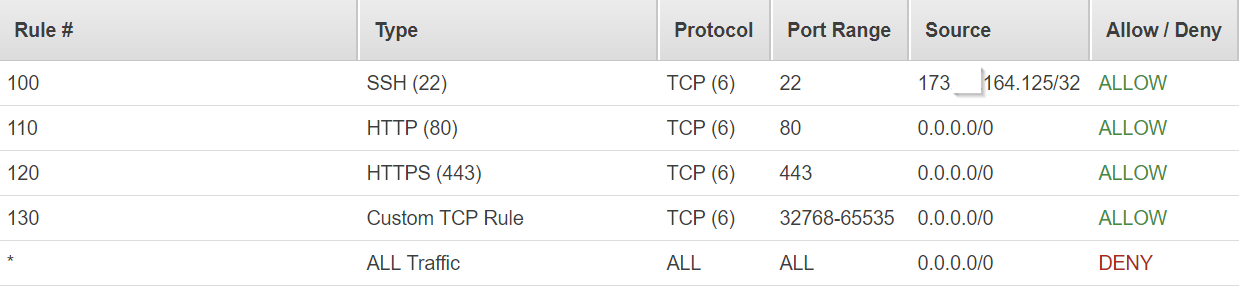 Rule # Type Protocol Port Range Source Allow / Deny
100 SSH (22) TCP (6) 22 173 164.125/32 ALLOW
110 HTTP (80) TCP (6) 80 0.0.0.0/0 ALLOW
120 HTTPS (443) TCP (6) 443 0.0.0.0/0 ALLOW
130 Custom TCP Rule TCP (6) 32768-65535 0.0.0.0/0 ALLOW
* ALL Traffic ALL ALL 0.0.0.0/0 DENY